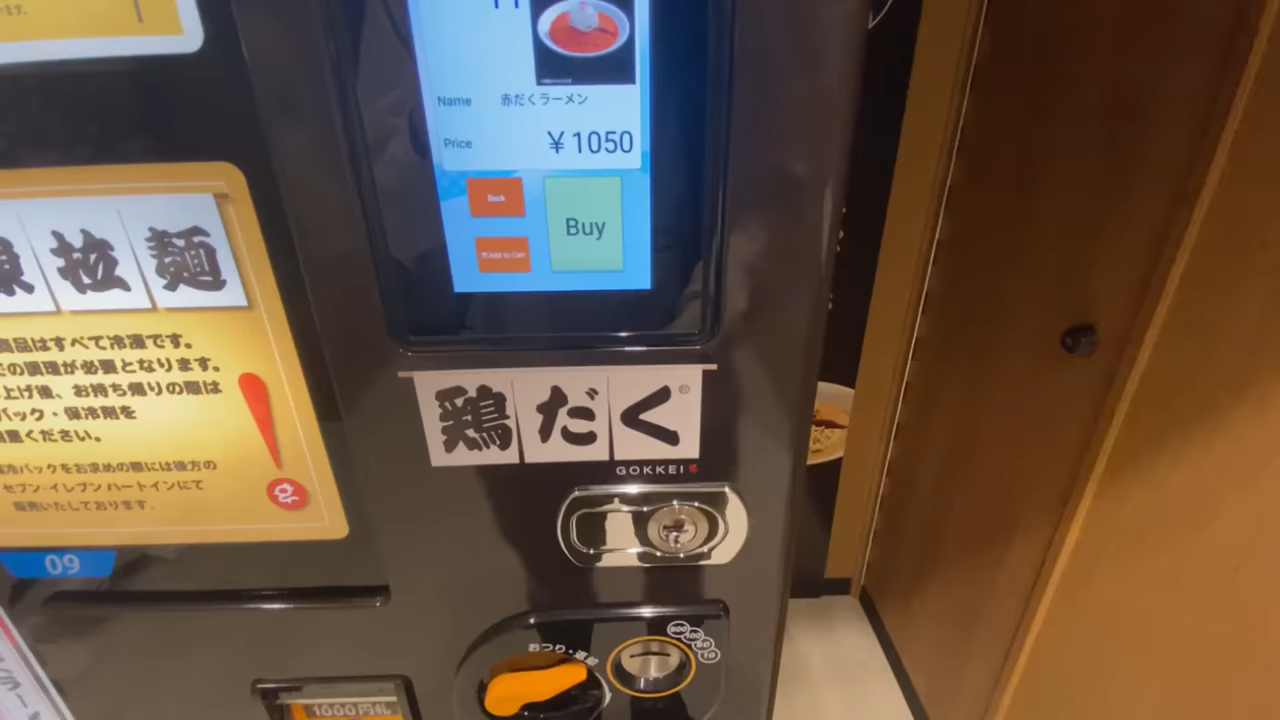 ます。
11
Name 赤だくラーメン
Price ¥1050
Back
Buy
Add to Cart
拉麺
商品はすべて冷凍です。
の調理が必要となります。
上げ後、お持ち帰りの際は
パック・保冷剤を
ください。
冷パックをお求めの際には後方の
セブン-イレブン ハートインにて
販売いたしております。
09
鶏だく®
GOKKEI
500
100
50
10
おつり・返却
1000円札